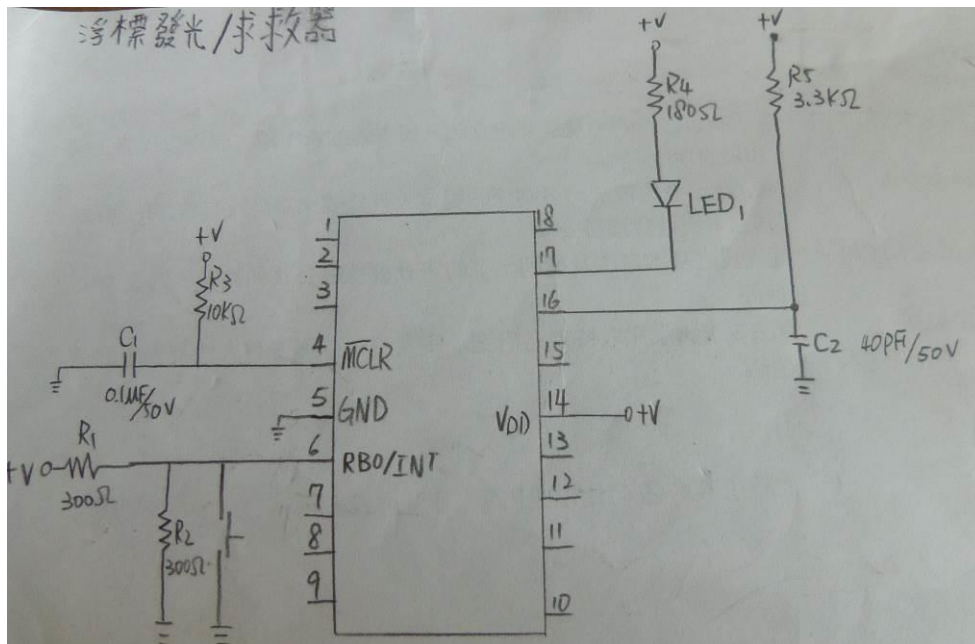 浮標發光/求救器
+V
R4
180Ω
+V
R5
3.3KΩ
LED1
+V
R3
10KΩ
C1
0.1μF/50V
1
2
3
4
MCLR
5
GND
6
RB0/INT
7
8
9
18
17
16
15
14
VDD
+V
13
12
11
10
C2
40PF/50V
R1
+V
300Ω
R2
300Ω